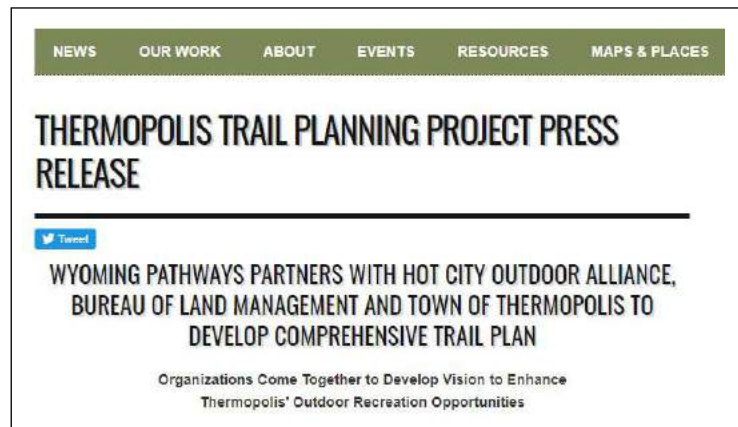 NEWS OUR WORK ABOUT EVENTS RESOURCES MAPS & PLACES
THERMOPOLIS TRAIL PLANNING PROJECT PRESS
RELEASE
Tweet
WYOMING PATHWAYS PARTNERS WITH HOT CITY OUTDOOR ALLIANCE,
BUREAU OF LAND MANAGEMENT AND TOWN OF THERMOPOLIS TO
DEVELOP COMPREHENSIVE TRAIL PLAN
Organizations Come Together to Develop Vision to Enhance
Thermopolis' Outdoor Recreation Opportunities